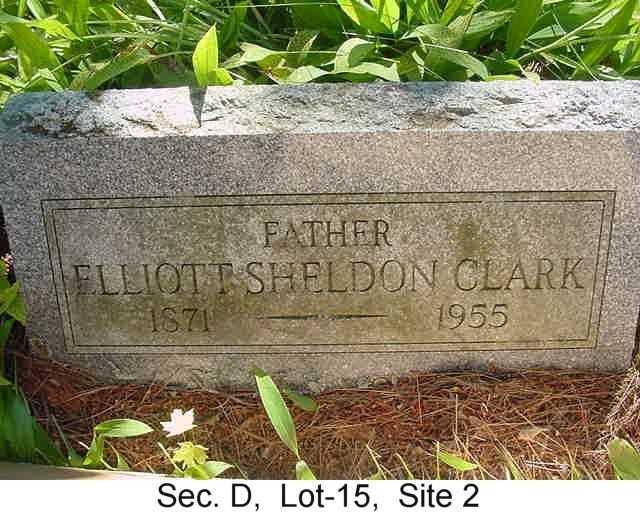 FATHER
ELLIOTT SHELDON CLARK
1871 — 1955
Sec. D, Lot-15, Site 2